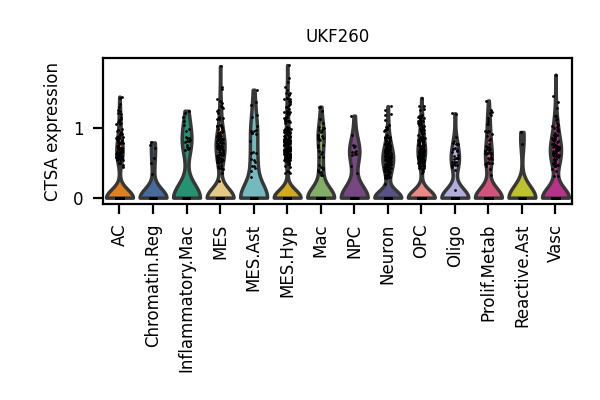 UKF260
CTSA expression
1
0
AC
Chromatin.Reg
Inflammatory.Mac
MES
MES.Ast
MES.Hyp
Mac
NPC
Neuron
OPC
Oligo
Prolif.Metab
Reactive.Ast
Vasc